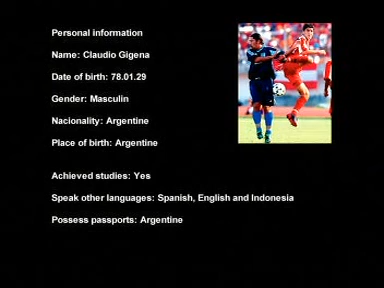 Personal information
Name: Claudio Gigena
Date of birth: 78.01.29
Gender: Masculin
Nacionality: Argentine
Place of birth: Argentine
Achieved studies: Yes
Speak other languages: Spanish, English and Indonesia
Possess passports: Argentine